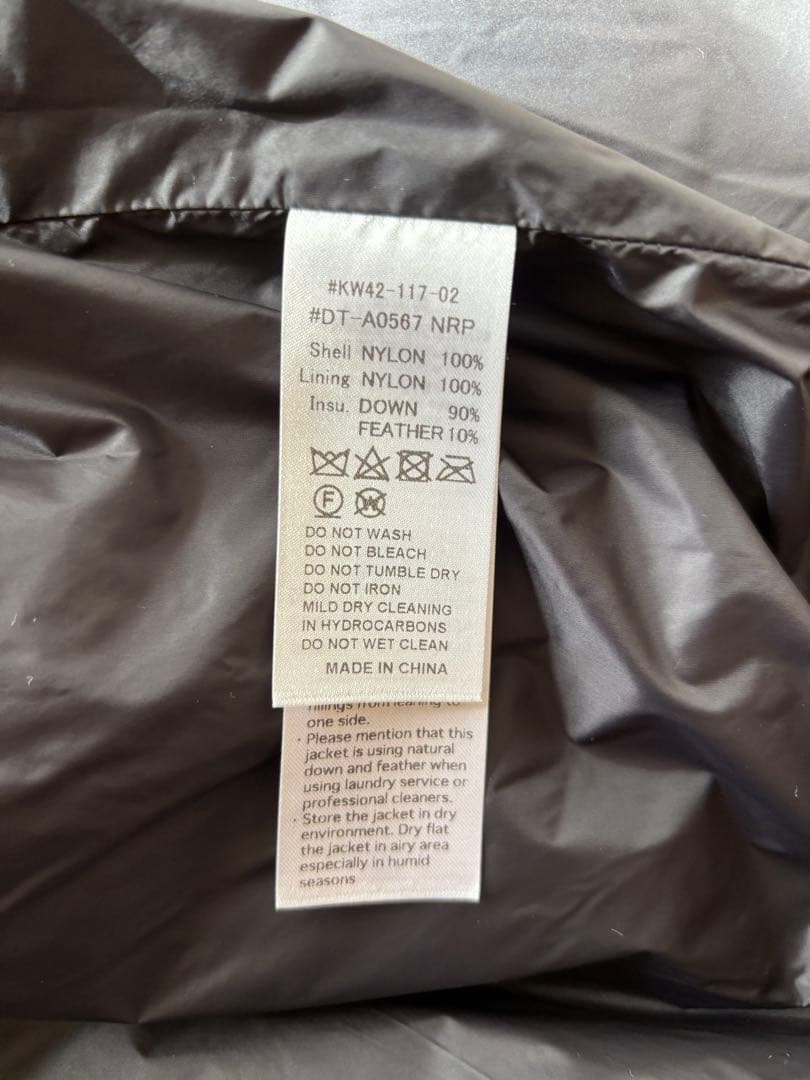 #KW42-117-02
#DT-A0567 NRP
Shell NYLON 100%
Lining NYLON 100%
Insu. DOWN 90%
FEATHER 10%
F
W
DO NOT WASH
DO NOT BLEACH
DO NOT TUMBLE DRY
DO NOT IRON
MILD DRY CLEANING
IN HYDROCARBONS
DO NOT WET CLEAN
MADE IN CHINA
fillings from leaning to
one side.
· Please mention that this
jacket is using natural
down and feather when
using laundry service or
professional cleaners.
· Store the jacket in dry
environment. Dry flat
the jacket in airy area
especially in humid
seasons